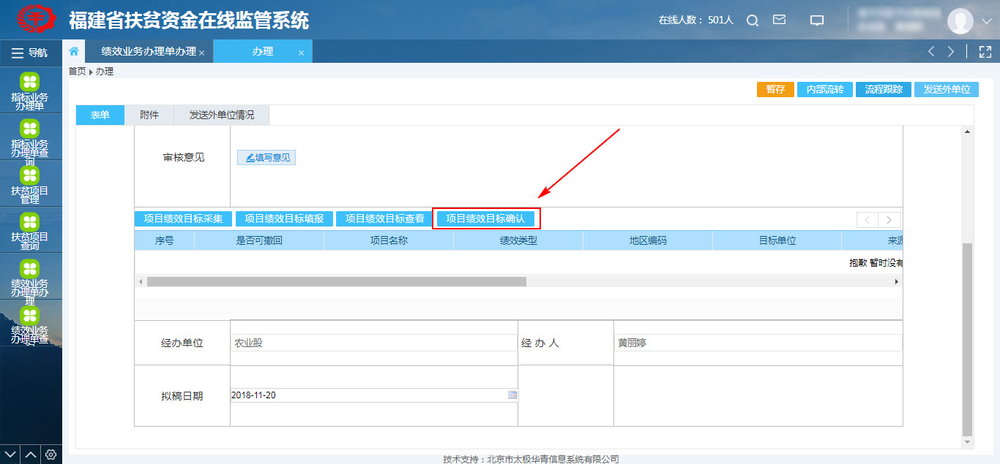 福建省扶贫资金在线监管系统
在线人数： 501人
导航
绩效业务办理单办理 ×
办理 ×
首页 办理
指标业务
办理单
指标业务
办理单查
询
扶贫项目
管理
扶贫项目
查询
绩效业务
办理单办
理
绩效业务
办理单查
暂存 内部流转 流程跟踪 发送外单位
表单 附件 发送外单位情况
审核意见
填写意见
项目绩效目标采集 项目绩效目标填报 项目绩效目标查看 项目绩效目标确认
序号 是否可撤回 项目名称 绩效类型 地区编码 目标单位 来源
抱歉 暂时没有
经办单位 农业股 经 办 人 黄丽婷
拟稿日期 2018-11-20
技术支持：北京市太极华青信息系统有限公司